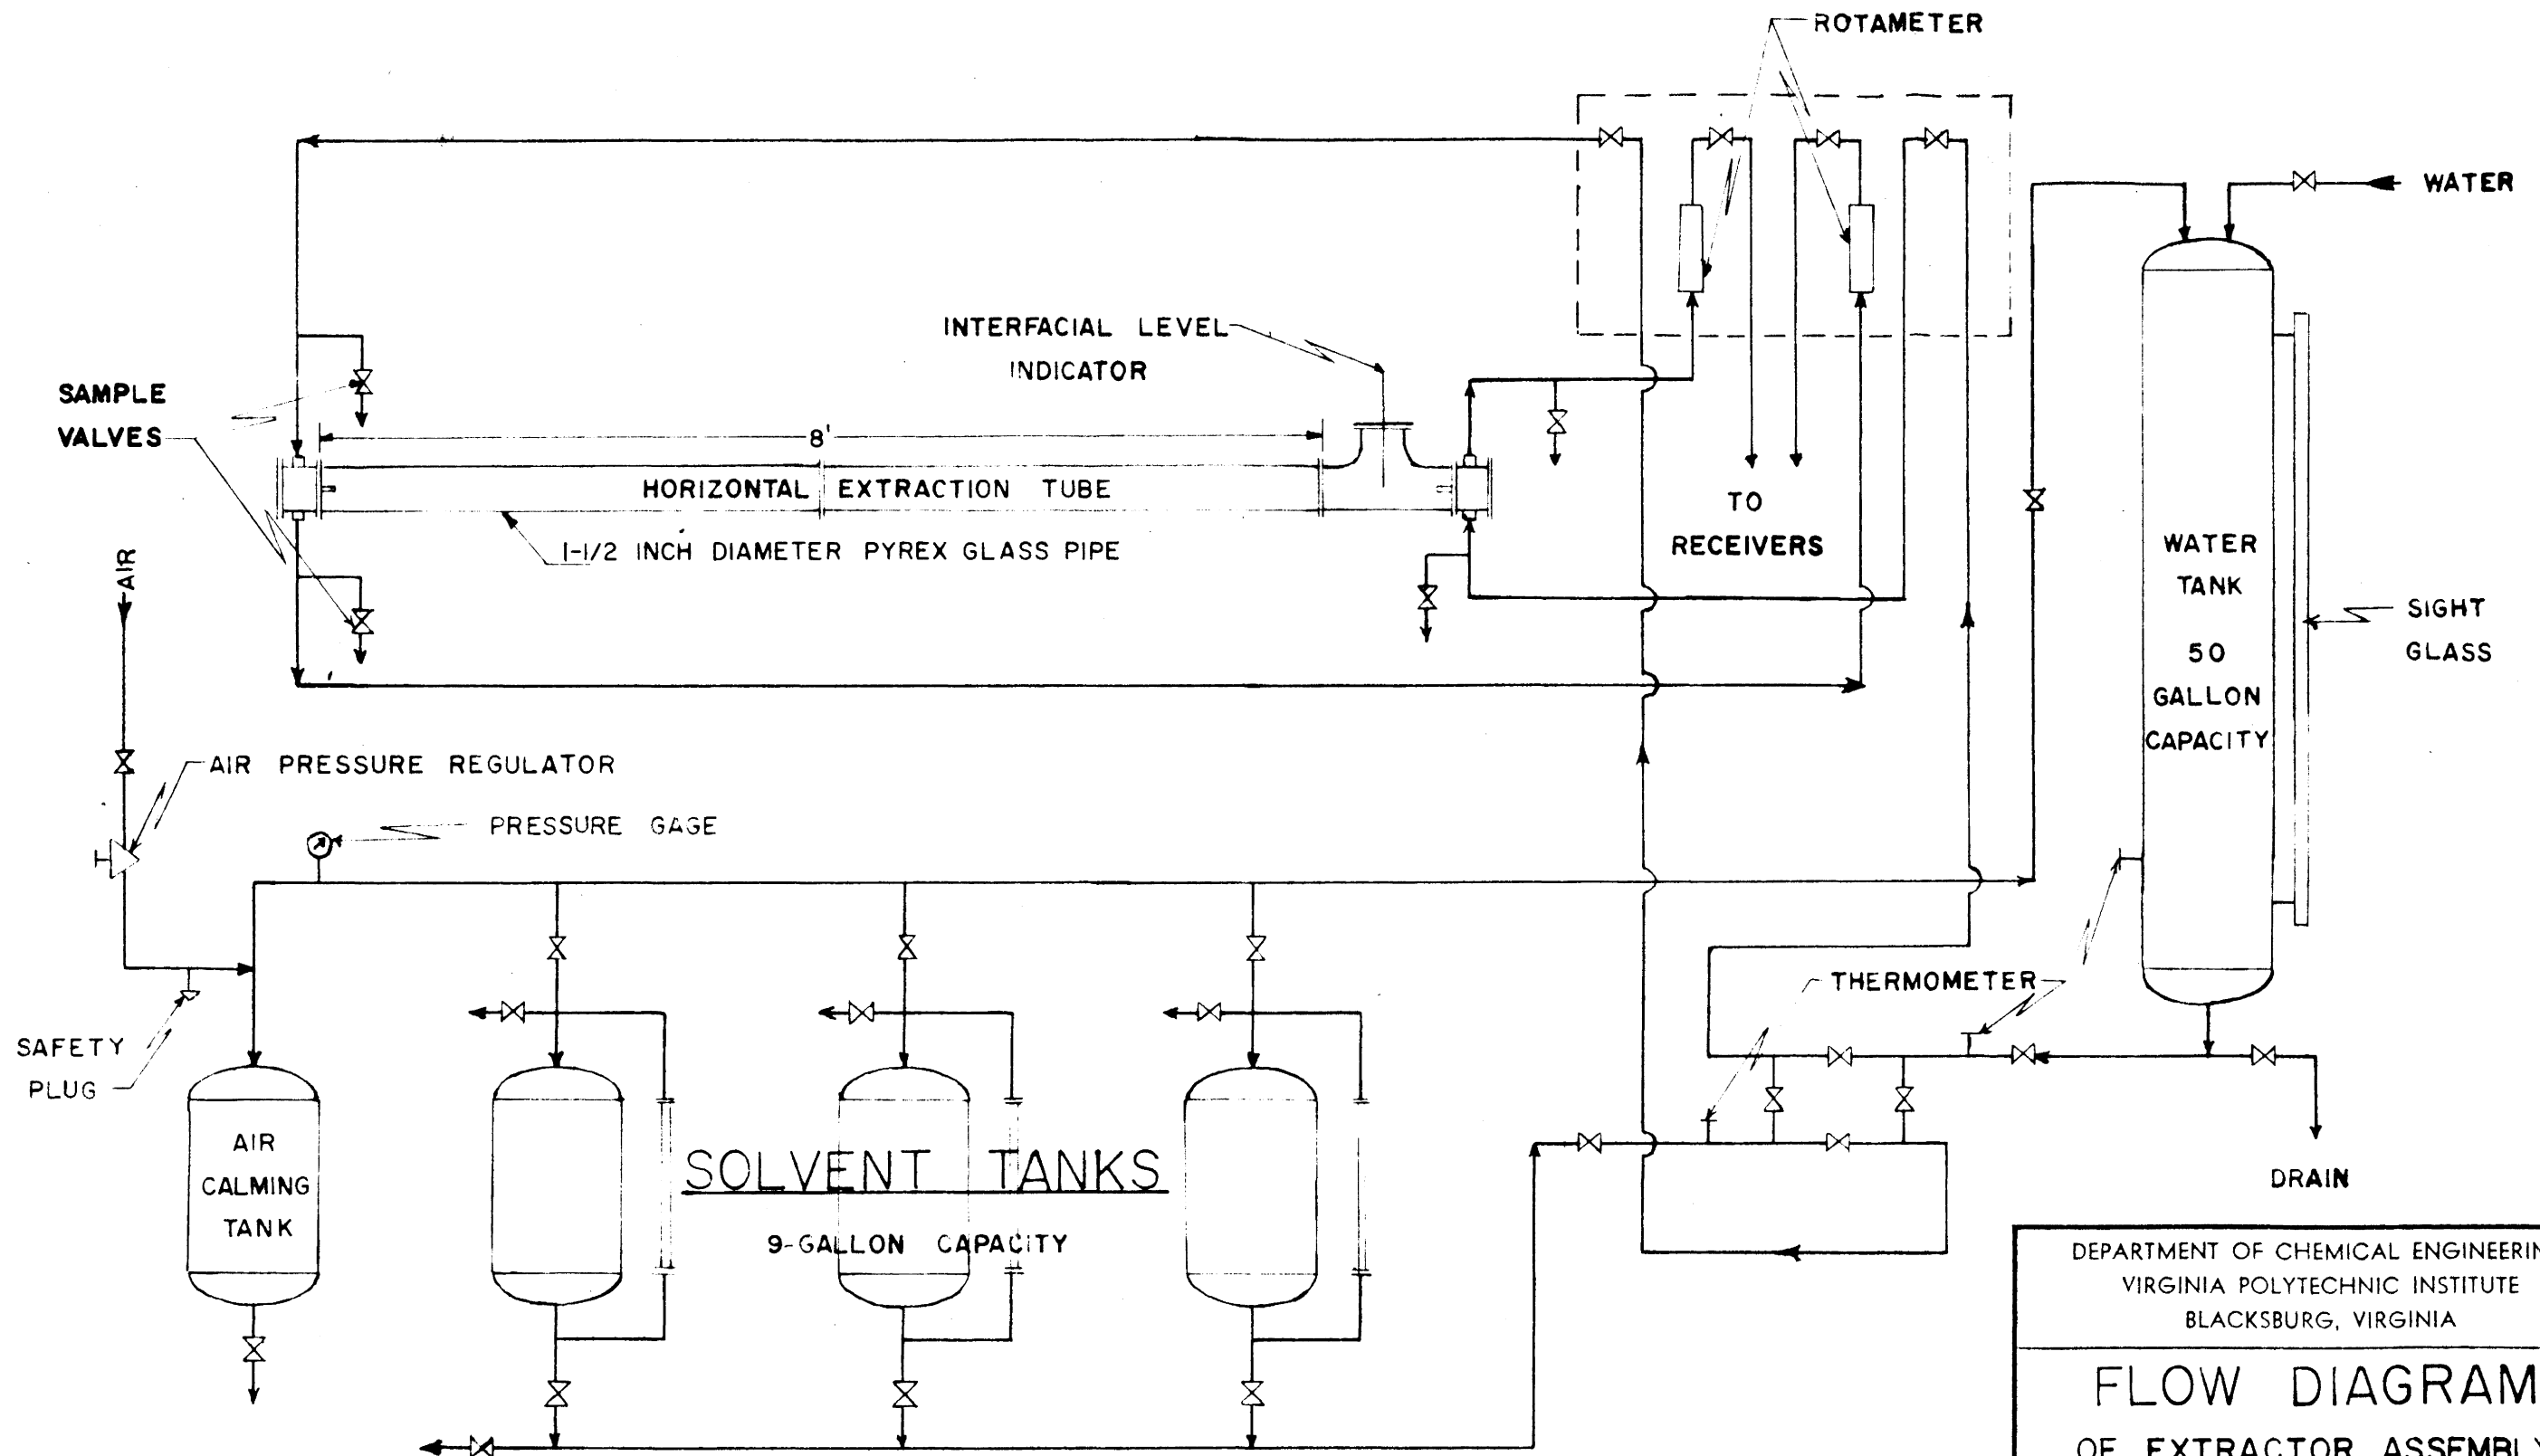 ROTAMETER
WATER
INTERFACIAL LEVEL
INDICATOR
SAMPLE
VALVES
8'
HORIZONTAL EXTRACTION TUBE
1-1/2 INCH DIAMETER PYREX GLASS PIPE
TO
RECEIVERS
WATER
TANK
50
GALLON
CAPACITY
SIGHT
GLASS
AIR
AIR PRESSURE REGULATOR
PRESSURE GAGE
THERMOMETER
SAFETY
PLUG
AIR
CALMING
TANK
SOLVENT TANKS
9-GALLON CAPACITY
DRAIN
DEPARTMENT OF CHEMICAL ENGINEERIN
VIRGINIA POLYTECHNIC INSTITUTE
BLACKSBURG, VIRGINIA
FLOW DIAGRAM
OF EXTRACTOR ASSEMBLY